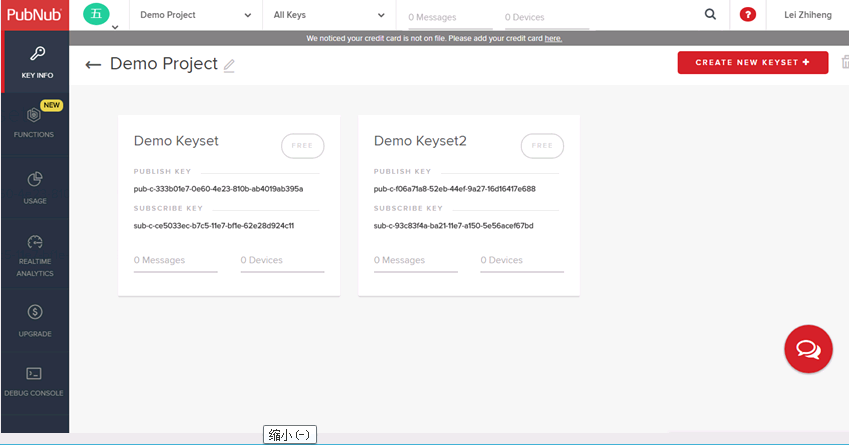 PubNub
五
Demo Project
All Keys
0 Messages
0 Devices
?
Lei Zhiheng
We noticed your credit card is not on file. Please add your credit card here.
KEY INFO
← Demo Project
CREATE NEW KEYSET +
NEW
FUNCTIONS
USAGE
REALTIME
ANALYTICS
$
UPGRADE
DEBUG CONSOLE
Demo Keyset
FREE
PUBLISH KEY
pub-c-333b01e7-0e60-4e23-810b-ab4019ab395a
SUBSCRIBE KEY
sub-c-ce5033ec-b7c5-11e7-bf1e-62e28d924c11
0 Messages
0 Devices
Demo Keyset2
FREE
PUBLISH KEY
pub-c-f06a71a8-52eb-44ef-9a27-16d16417e688
SUBSCRIBE KEY
sub-c-93c83f4a-ba21-11e7-a150-5e56acef67bd
0 Messages
0 Devices
缩小(-)